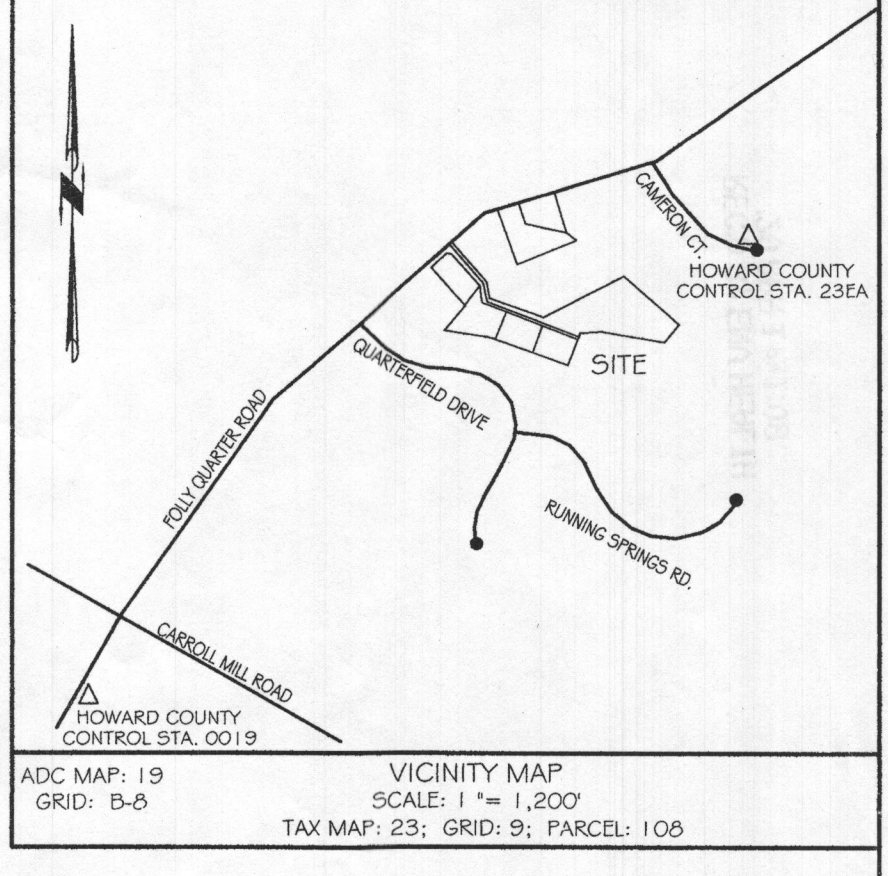 CAMERON CT.
HOWARD COUNTY
CONTROL STA. 23EA
SITE
QUARTERFIELD DRIVE
FOLLY QUARTER ROAD
RUNNING SPRINGS RD.
CARROLL MILL ROAD
HOWARD COUNTY
CONTROL STA. 0019
ADC MAP: 19
GRID: B-8
VICINITY MAP
SCALE: 1 "= 1,200'
TAX MAP: 23; GRID: 9; PARCEL: 108